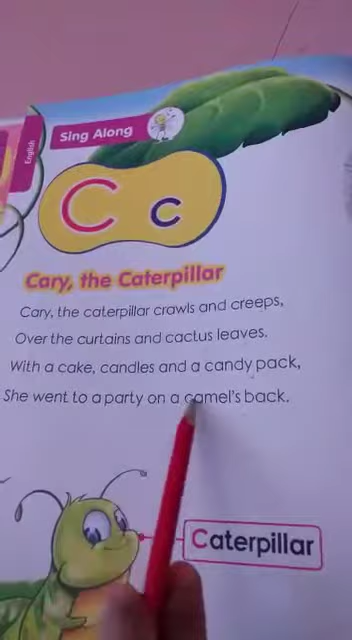 English
Sing Along
C c
Cary, the Caterpillar
Cary, the caterpillar crawls and creeps,
Over the curtains and cactus leaves.
With a cake, candles and a candy pack,
She went to a party on a camel's back.
Caterpillar